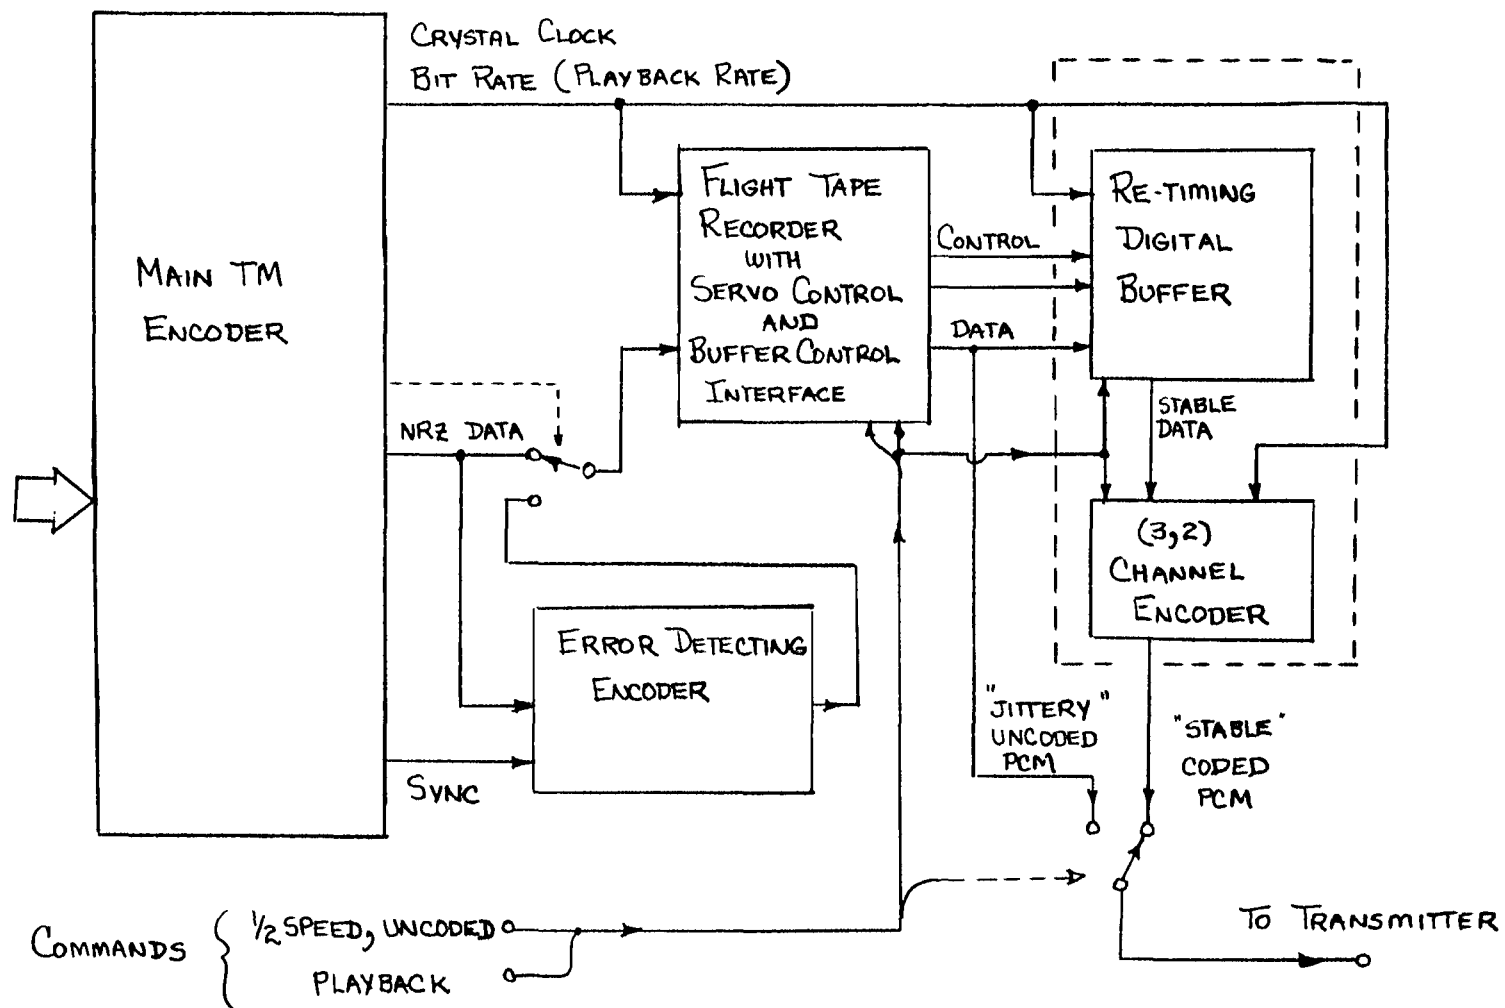 CRYSTAL CLOCK
BIT RATE (PLAYBACK RATE)
MAIN TM
ENCODER
FLIGHT TAPE
RECORDER
WITH
SERVO CONTROL
AND
BUFFER CONTROL
INTERFACE
CONTROL
DATA
RE-TIMING
DIGITAL
BUFFER
STABLE
DATA
NRZ DATA
(3,2)
CHANNEL
ENCODER
ERROR DETECTING
ENCODER
SYNC
"JITTERY"
UNCODED
PCM
"STABLE"
CODED
PCM
COMMANDS
1/2 SPEED, UNCODED
PLAYBACK
TO TRANSMITTER